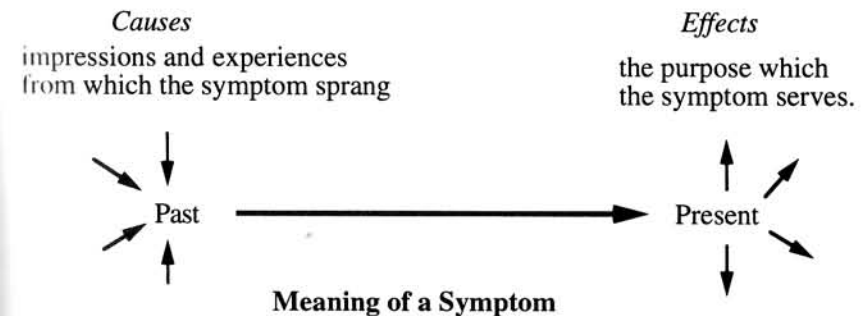 Causes
impressions and experiences
from which the symptom sprang
Effects
the purpose which
the symptom serves.
Past
Present
Meaning of a Symptom